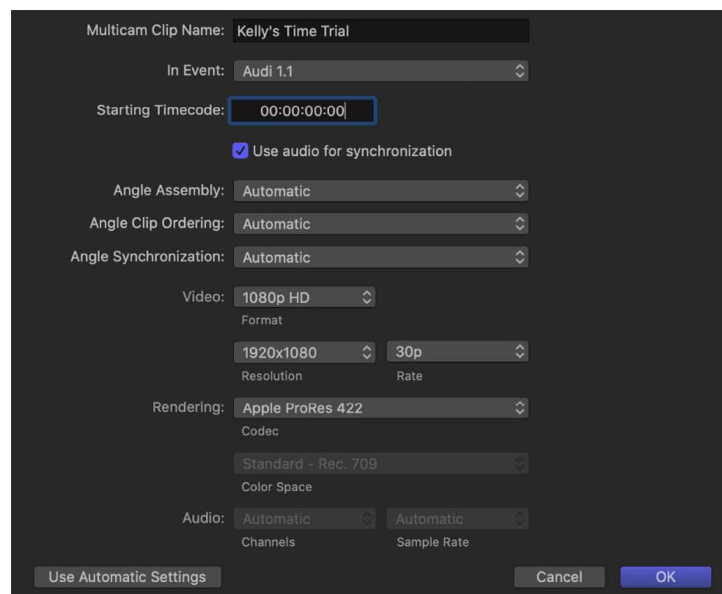 Multicam Clip Name: Kelly's Time Trial
In Event: Audi 1.1
Starting Timecode: 00:00:00:00
Use audio for synchronization
Angle Assembly: Automatic
Angle Clip Ordering: Automatic
Angle Synchronization: Automatic
Video: 1080p HD
Format
1920x1080 30p
Resolution Rate
Rendering: Apple ProRes 422
Codec
Standard - Rec. 709
Color Space
Audio: Automatic Automatic
Channels Sample Rate
Use Automatic Settings Cancel OK